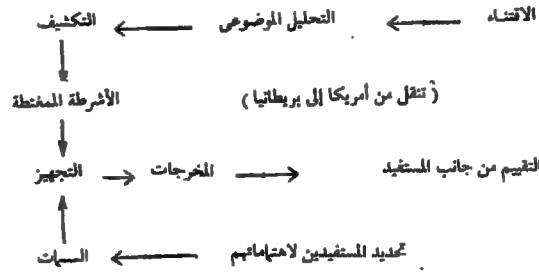 الاقتناء ← التحليل الموضوعى ← التكشيف
( تنقل من أمريكا إلى بريطانيا ) الأشرطة الممغنطة
التجهيز → المخرجات → التقييم من جانب المستفيد
تحديد المستفيدين لاهتماماتهم ← السمات